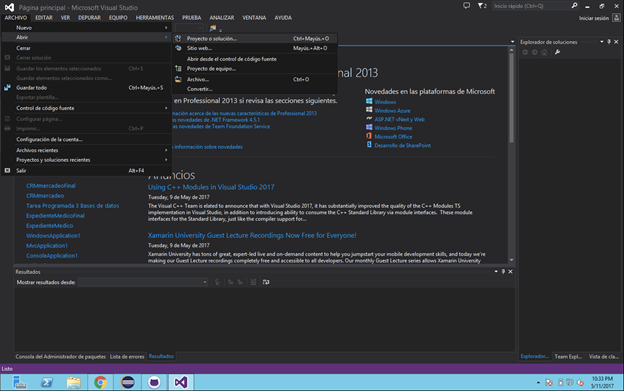 Página principal - Microsoft Visual Studio
2
Inicio rápido (Ctrl+Q)
ARCHIVO EDITAR VER DEPURAR EQUIPO HERRAMIENTAS PRUEBA ANALIZAR VENTANA AYUDA
Iniciar sesión
Nuevo
Abrir
Cerrar
Cerrar solución
Guardar los elementos seleccionados Ctrl+S
Guardar elementos seleccionados como...
Guardar todo Ctrl+Mayús.+S
Exportar plantilla...
Control de código fuente
Configurar página...
Imprimir... Ctrl+P
Configuración de la cuenta...
Archivos recientes
Proyectos y soluciones recientes
Salir Alt+F4
Proyecto o solución... Ctrl+Mayús.+O
Sitio web... Mayús.+Alt+O
Abrir desde el control de código fuente
Proyecto de equipo...
Archivo... Ctrl+O
Convertir...
Explorador de soluciones
nal 2013
en Professional 2013 si revisa las secciones siguientes.
rmación acerca de las nuevas características de Professional 2013
s novedades de .NET Framework 4.5.1
s novedades de Team Foundation Service
información sobre novedades
Novedades en las plataformas de Microsoft
Windows
Windows Azure
ASP.NET vNext y Web
Windows Phone
Microsoft Office
Desarrollo de SharePoint
CRMmercadeoFinal
CRMmercadeo
Tarea Programada 3 Bases de datos
ExpedienteMedicoFinal
ExpedienteMedico
WindowsApplication1
MvcApplication1
ConsoleApplication1
Anuncios
Using C++ Modules in Visual Studio 2017
Tuesday, 9 de May de 2017
The Visual C++ Team is elated to announce that with Visual Studio 2017, it has substantially improved the quality of the C++ Modules TS
implementation in Visual Studio, in addition to introducing ability to consume the C++ Standard Library via module interfaces. These module
interfaces for the Standard Library, just like the compiler support for...
Xamarin University Guest Lecture Recordings Now Free for Everyone!
Tuesday, 9 de May de 2017
Xamarin University has tons of great, expert-led live and on-demand content to help you jumpstart your mobile development skills, and today we're
making our Guest Lecture recordings completely free and accessible to all developers. Our monthly Guest Lecture series allows Xamarin University
Resultados
Mostrar resultados desde:
Consola del Administrador de paquetes Lista de errores Resultados
Explorador... Team Expl... Vista de cla...
Listo
10:33 PM
5/11/2017